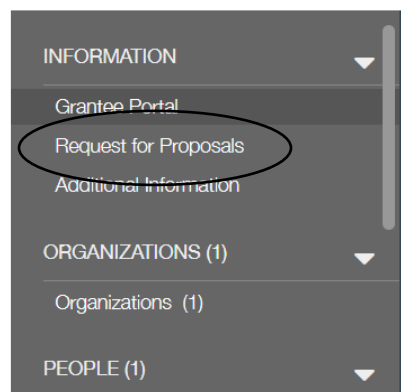 INFORMATION
Grantee Portal
Request for Proposals
Additional Information
ORGANIZATIONS (1)
Organizations (1)
PEOPLE (1)